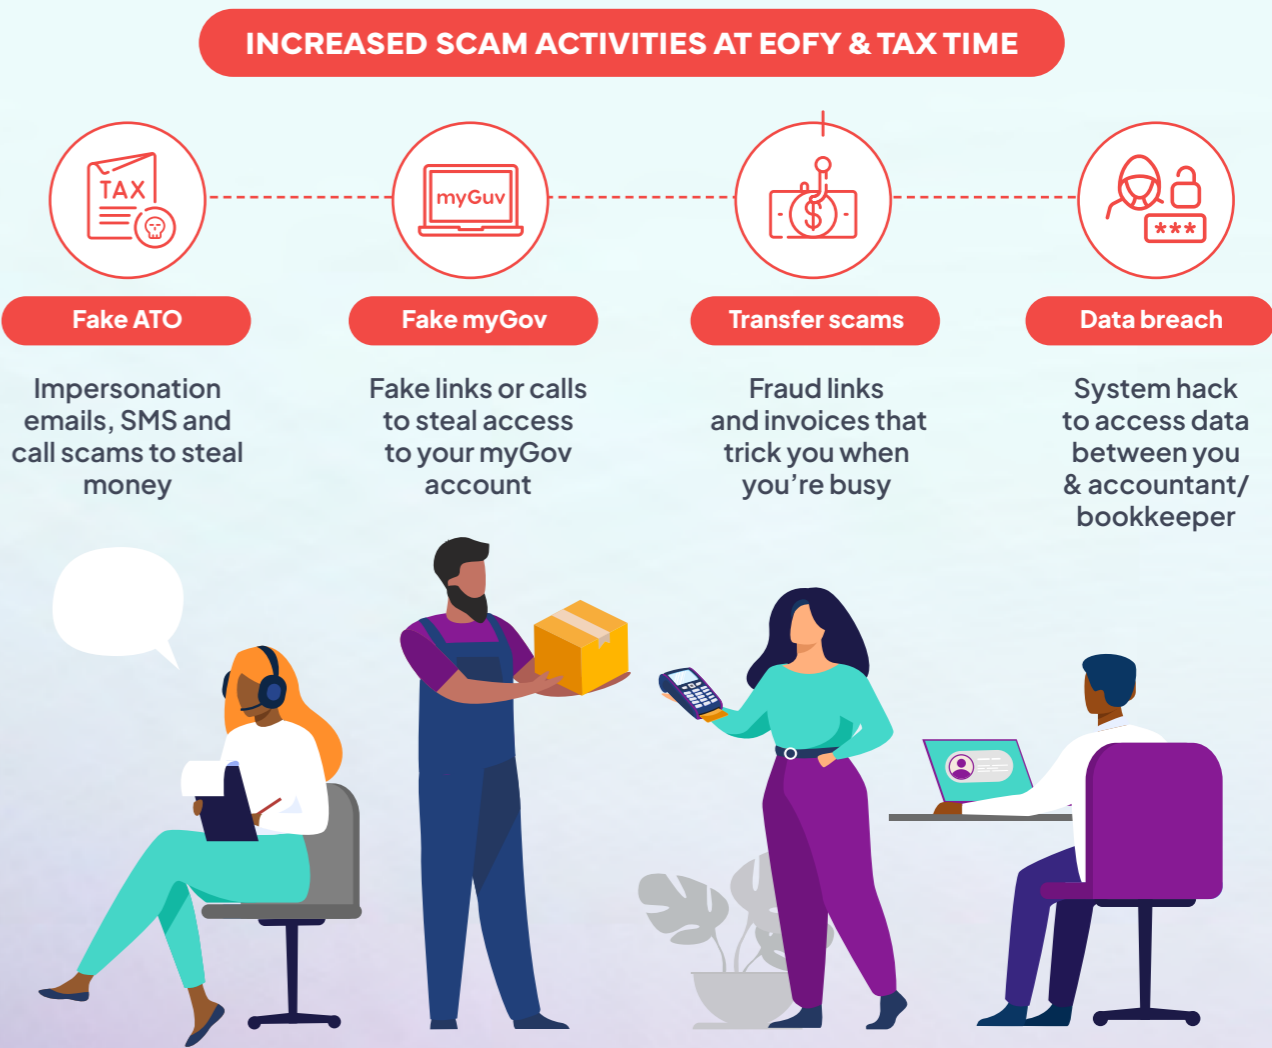 INCREASED SCAM ACTIVITIES AT EOFY & TAX TIME
TAX
myGuv
$
***
Fake ATO
Fake myGov
Transfer scams
Data breach
Impersonation
emails, SMS and
call scams to steal
money
Fake links or calls
to steal access
to your myGov
account
Fraud links
and invoices that
trick you when
you're busy
System hack
to access data
between you
& accountant/
bookkeeper